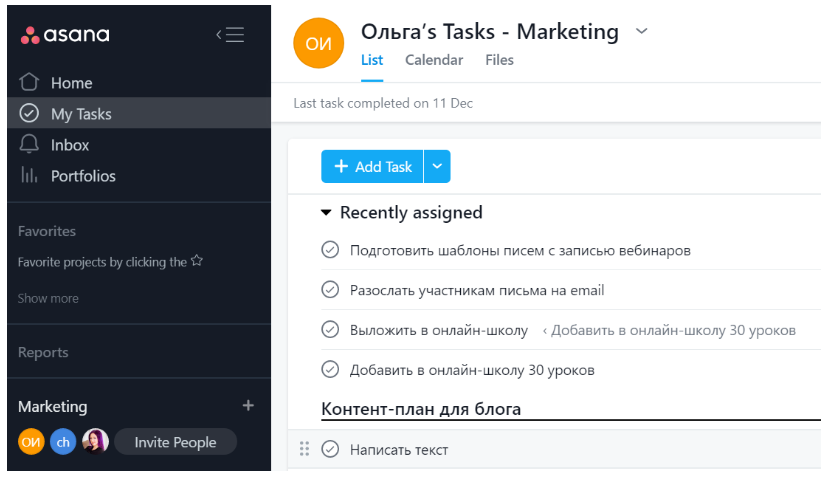 asana
Home
My Tasks
Inbox
Portfolios
Favorites
Favorite projects by clicking the
Show more
Reports
Marketing
ОИ ch Invite People
ОИ
Ольга’s Tasks - Marketing
List Calendar Files
Last task completed on 11 Dec
+ Add Task
Recently assigned
Подготовить шаблоны писем с записью вебинаров
Разослать участникам письма на email
Выложить в онлайн-школу ‹ Добавить в онлайн-школу 30 уроков
Добавить в онлайн-школу 30 уроков
Контент-план для блога
Написать текст